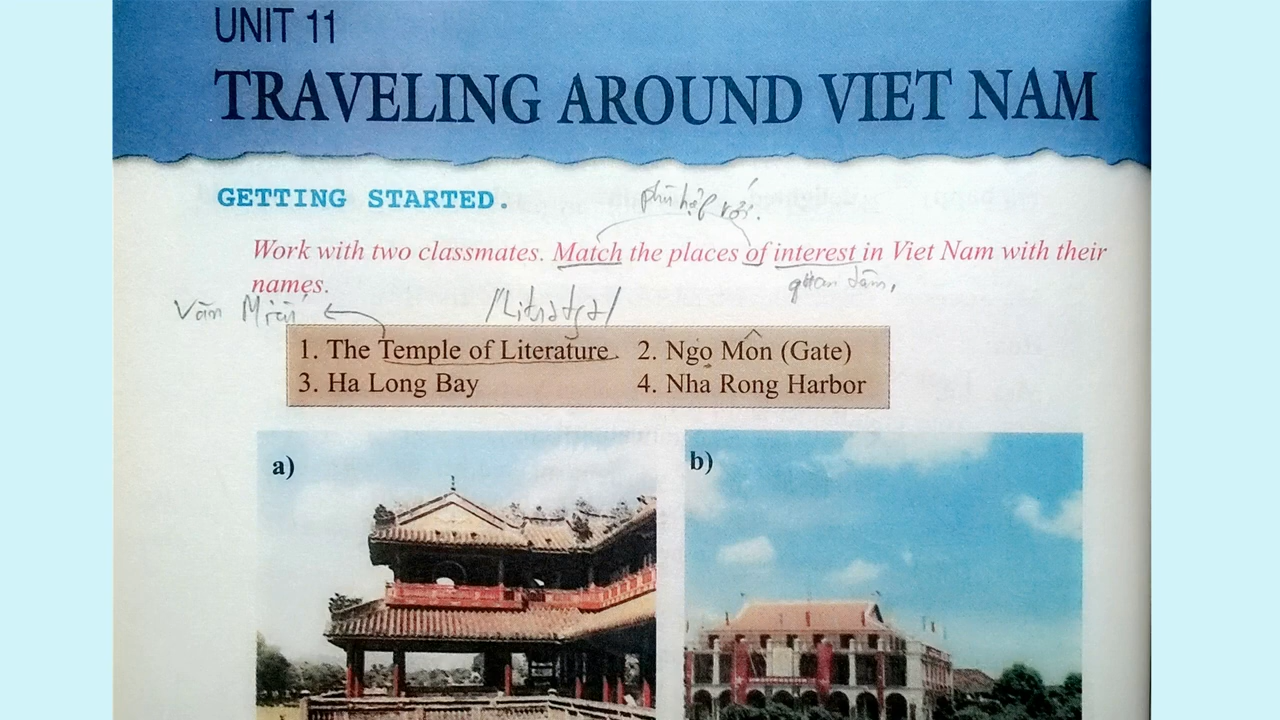 UNIT 11
TRAVELING AROUND VIET NAM
GETTING STARTED.
phù hợp với.
Work with two classmates. Match the places of interest in Viet Nam with their
names.
quan tâm,
Văn Miếu
1. The Temple of Literature 2. Ngo Môn (Gate)
3. Ha Long Bay 4. Nha Rong Harbor
a) b)